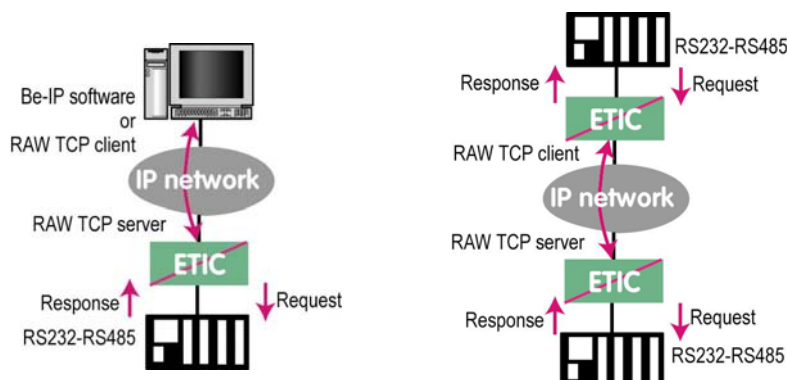 Be-IP software
or
RAW TCP client
IP network
RAW TCP server
ETIC
Response
Request
RS232-RS485
RS232-RS485
Response
Request
ETIC
RAW TCP client
IP network
RAW TCP server
ETIC
Response
Request
RS232-RS485